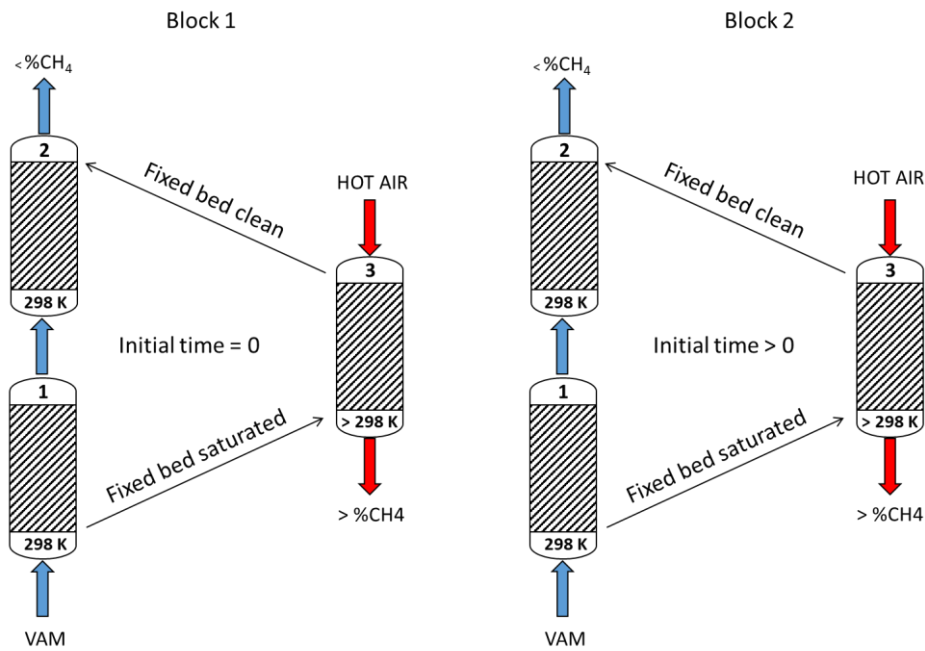 Block 1
< %CH₄
2
Fixed bed clean
HOT AIR
298 K
3
Initial time = 0
1
> 298 K
Fixed bed saturated
> %CH4
298 K
VAM
Block 2
< %CH₄
2
Fixed bed clean
HOT AIR
298 K
3
Initial time > 0
1
> 298 K
Fixed bed saturated
> %CH4
298 K
VAM